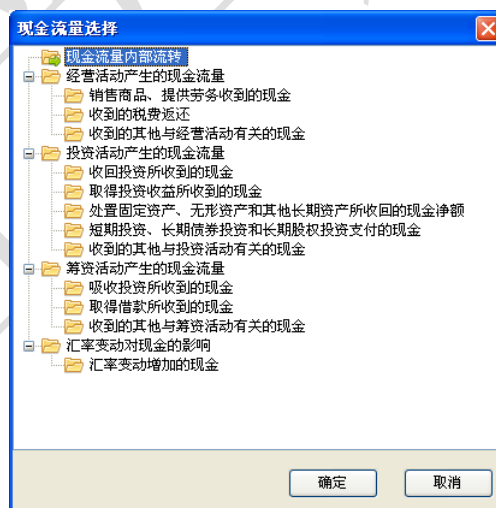 现金流量选择
现金流量内部流转
经营活动产生的现金流量
销售商品、提供劳务收到的现金
收到的税费返还
收到的其他与经营活动有关的现金
投资活动产生的现金流量
收回投资所收到的现金
取得投资收益所收到的现金
处置固定资产、无形资产和其他长期资产所收回的现金净额
短期投资、长期债券投资和长期股权投资支付的现金
收到的其他与投资活动有关的现金
筹资活动产生的现金流量
吸收投资所收到的现金
取得借款所收到的现金
收到的其他与筹资活动有关的现金
汇率变动对现金的影响
汇率变动增加的现金
确定
取消